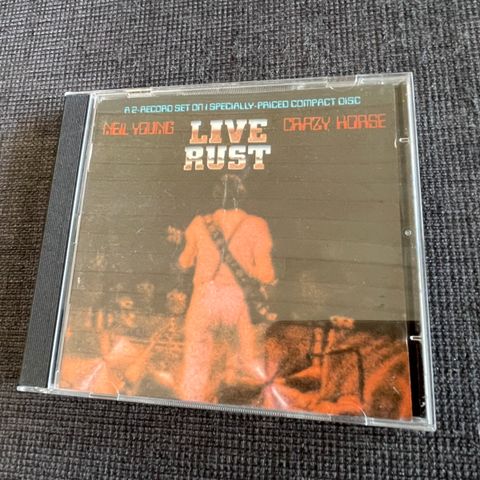 A 2-RECORD SET ON 1 SPECIALLY-PRICED COMPACT DISC
NEIL YOUNG LIVE CRAZY HORSE
RUST